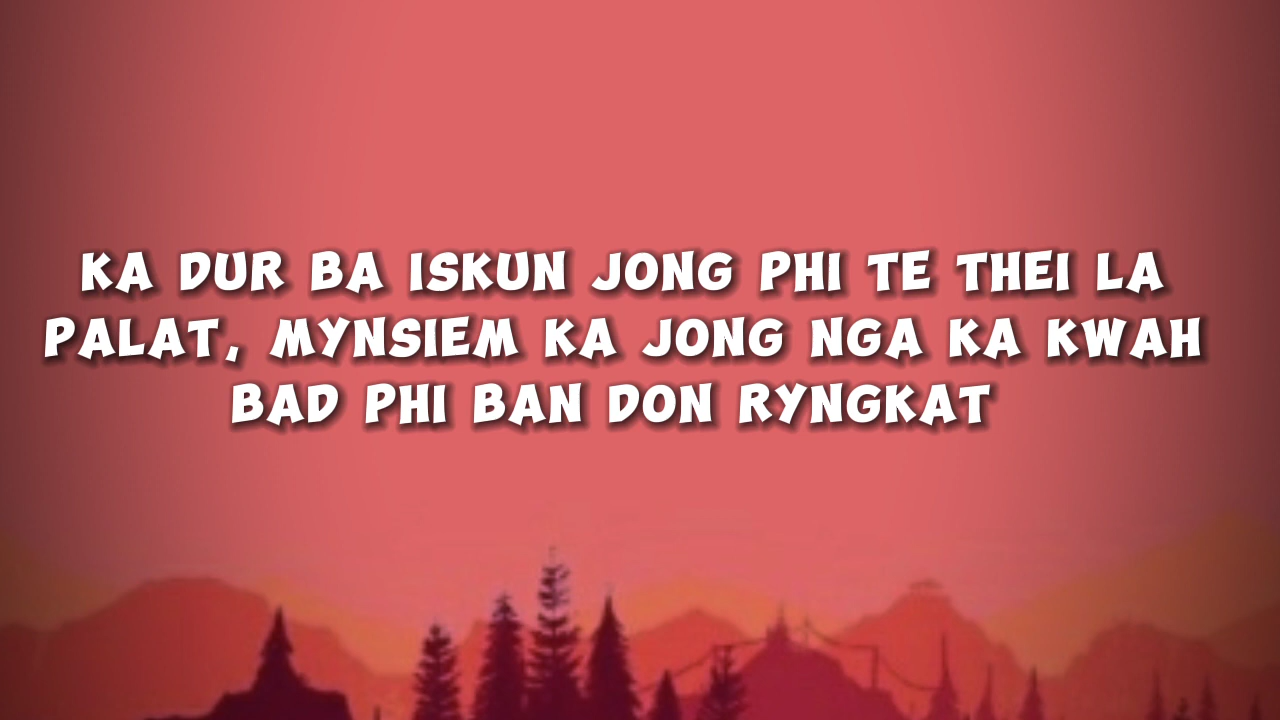 KA DUR BA ISKUN JONG PHI TE THEI LA
PALAT, MYNSIEM KA JONG NGA KA KWAH
BAD PHI BAN DON RYNGKAT